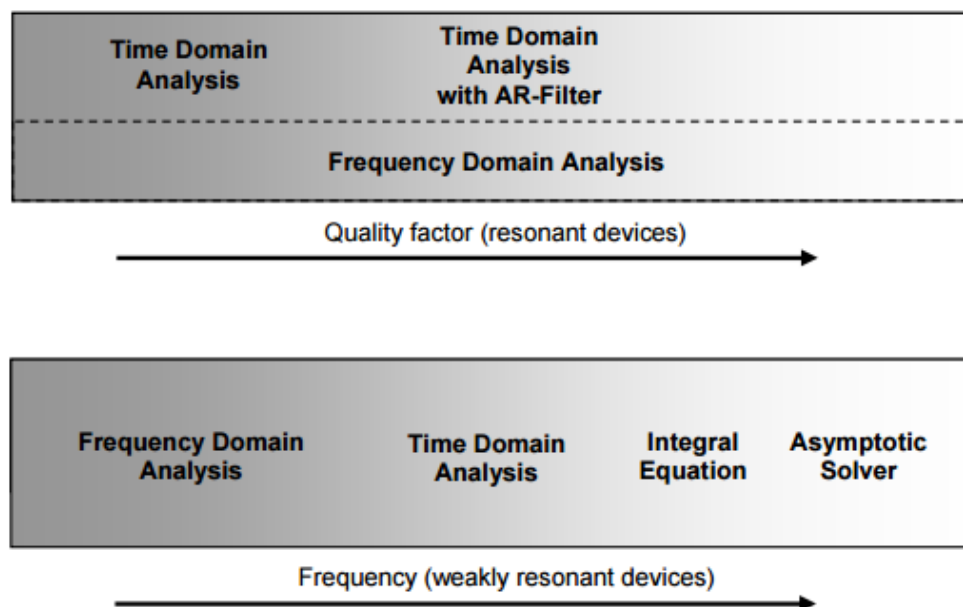 Time Domain
Analysis
Time Domain
Analysis
with AR-Filter
Frequency Domain Analysis
Quality factor (resonant devices)
Frequency Domain
Analysis
Time Domain
Analysis
Integral
Equation
Asymptotic
Solver
Frequency (weakly resonant devices)